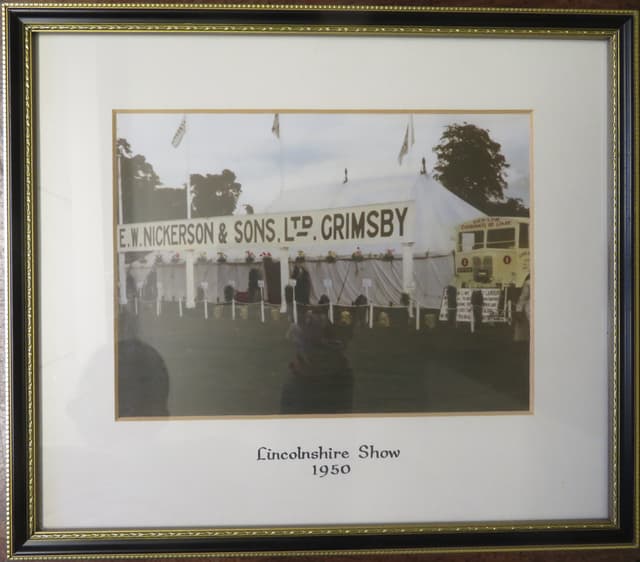 E.W. NICKERSON & SONS. LTD. GRIMSBY
Lincolnshire Show
1950